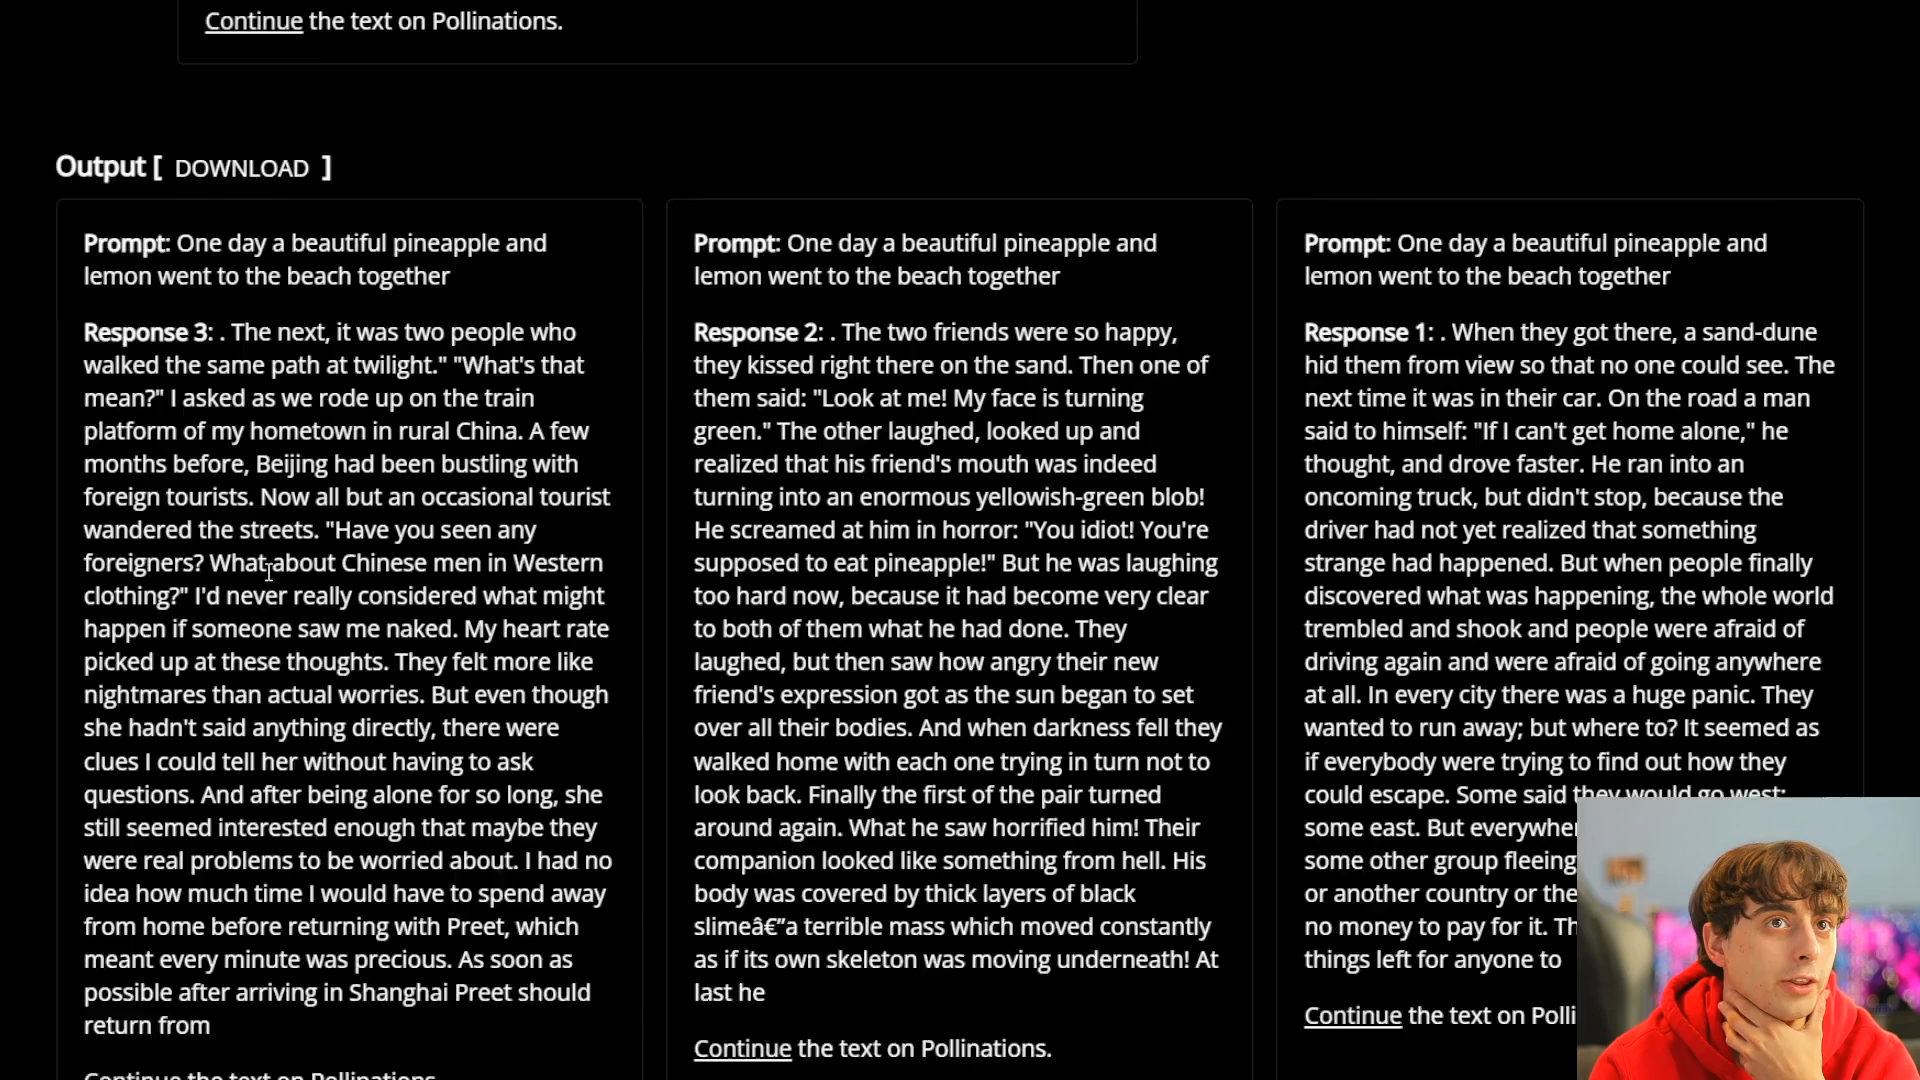 Continue the text on Pollinations.
Output [ DOWNLOAD ]
Prompt: One day a beautiful pineapple and
lemon went to the beach together
Response 3: . The next, it was two people who
walked the same path at twilight." "What's that
mean?" I asked as we rode up on the train
platform of my hometown in rural China. A few
months before, Beijing had been bustling with
foreign tourists. Now all but an occasional tourist
wandered the streets. "Have you seen any
foreigners? What about Chinese men in Western
clothing?" I'd never really considered what might
happen if someone saw me naked. My heart rate
picked up at these thoughts. They felt more like
nightmares than actual worries. But even though
she hadn't said anything directly, there were
clues I could tell her without having to ask
questions. And after being alone for so long, she
still seemed interested enough that maybe they
were real problems to be worried about. I had no
idea how much time I would have to spend away
from home before returning with Preet, which
meant every minute was precious. As soon as
possible after arriving in Shanghai Preet should
return from
Continue the text on Pollinations.
Prompt: One day a beautiful pineapple and
lemon went to the beach together
Response 2: . The two friends were so happy,
they kissed right there on the sand. Then one of
them said: "Look at me! My face is turning
green." The other laughed, looked up and
realized that his friend's mouth was indeed
turning into an enormous yellowish-green blob!
He screamed at him in horror: "You idiot! You're
supposed to eat pineapple!" But he was laughing
too hard now, because it had become very clear
to both of them what he had done. They
laughed, but then saw how angry their new
friend's expression got as the sun began to set
over all their bodies. And when darkness fell they
walked home with each one trying in turn not to
look back. Finally the first of the pair turned
around again. What he saw horrified him! Their
companion looked like something from hell. His
body was covered by thick layers of black
slimeâ€”a terrible mass which moved constantly
as if its own skeleton was moving underneath! At
last he
Continue the text on Pollinations.
Prompt: One day a beautiful pineapple and
lemon went to the beach together
Response 1: . When they got there, a sand-dune
hid them from view so that no one could see. The
next time it was in their car. On the road a man
said to himself: "If I can't get home alone," he
thought, and drove faster. He ran into an
oncoming truck, but didn't stop, because the
driver had not yet realized that something
strange had happened. But when people finally
discovered what was happening, the whole world
trembled and shook and people were afraid of
driving again and were afraid of going anywhere
at all. In every city there was a huge panic. They
wanted to run away; but where to? It seemed as
if everybody were trying to find out how they
could escape. Some said they would go west;
some east. But everywhe
some other group fleeing
or another country or the
no money to pay for it. Th
things left for anyone to
Continue the text on Polli